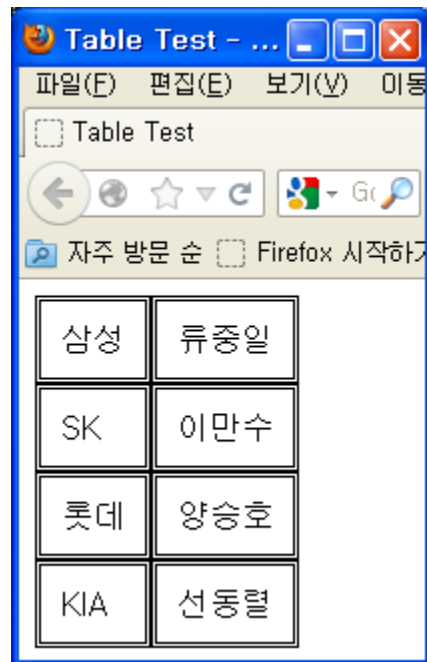 Table Test - ...
파일(F) 편집(E) 보기(V) 이동
Table Test
자주 방문 순 Firefox 시작하기
삼성 류중일
SK 이만수
롯데 양승호
KIA 선동렬